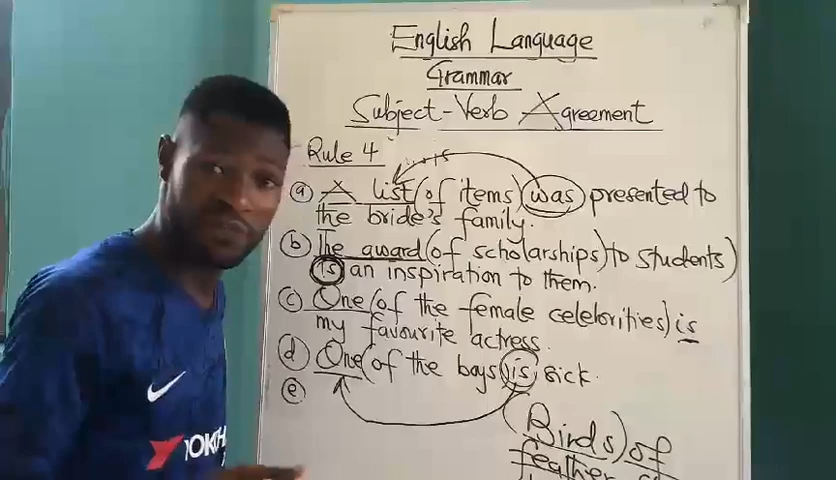 English Language
Grammar
Subject-Verb Agreement
Rule 4
(a) A list (of items) was presented to
the bride's family.
(b) The award (of scholarships) to students)
is an inspiration to them.
(c) One (of the female celeborities) is
my favourite actress.
(d) One (of the boys) is sick.
(e)
(Birds) of
feather
YOKOH